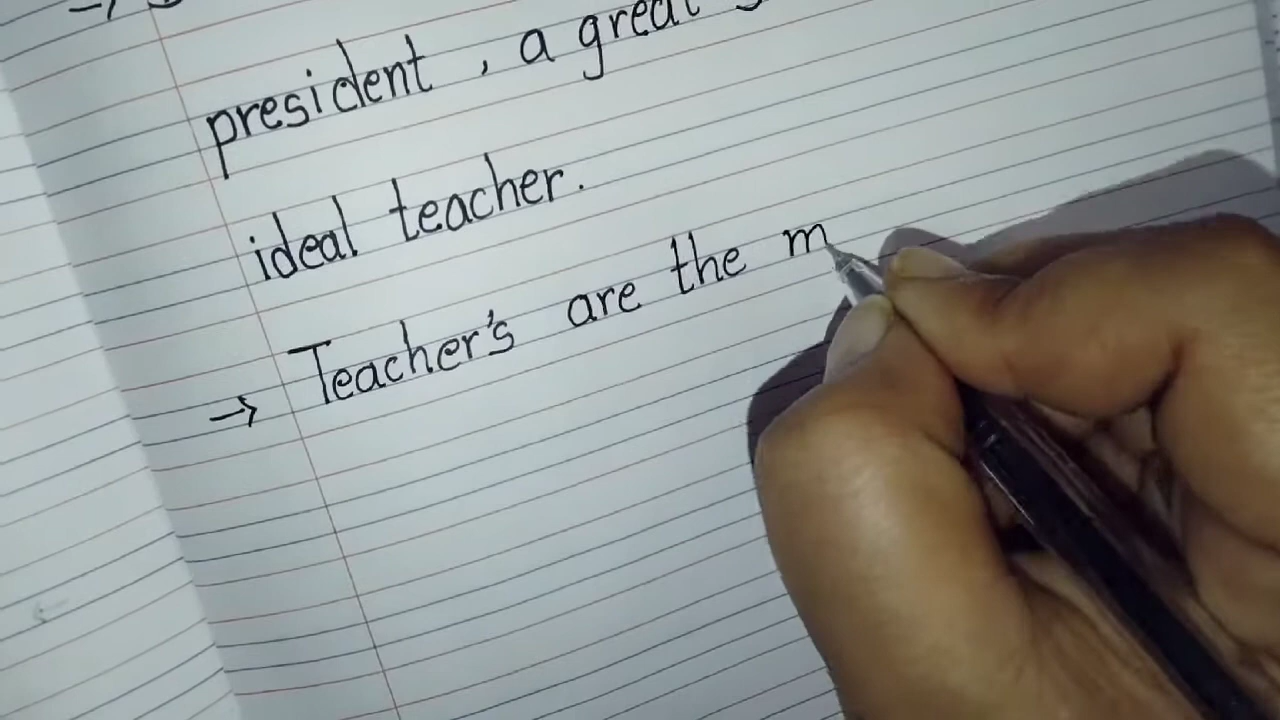 president , a great
ideal teacher.
→ Teacher's are the m